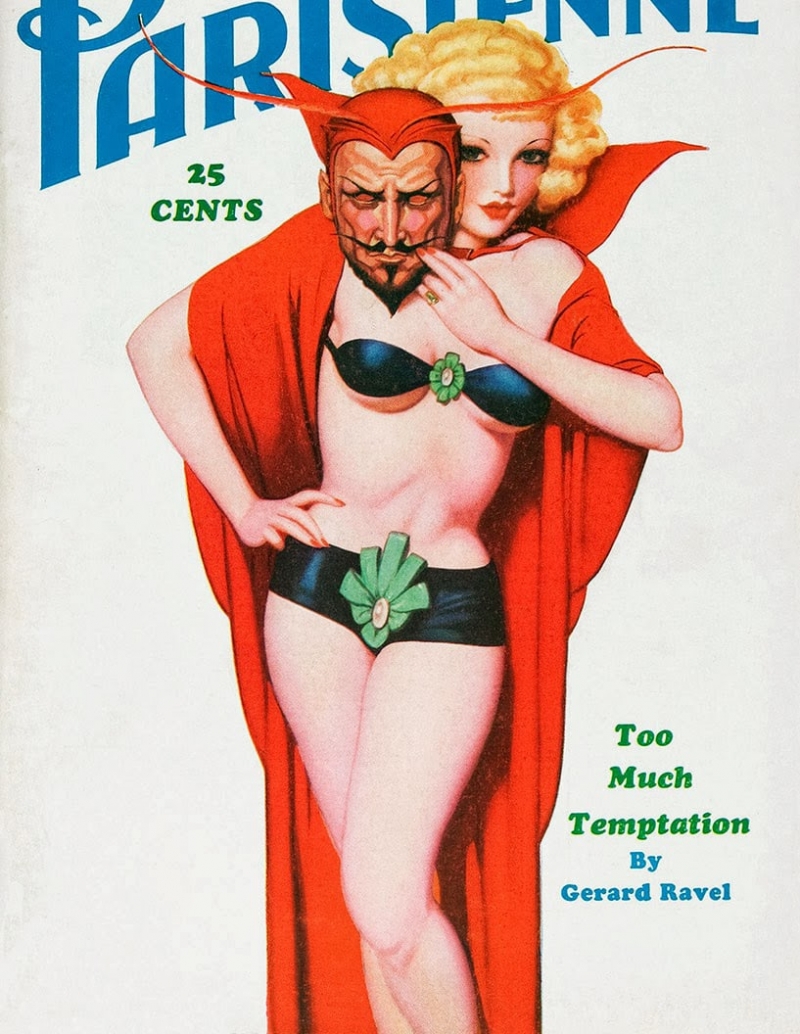 PARISIENNE
25
CENTS
Too
Much
Temptation
By
Gerard Ravel